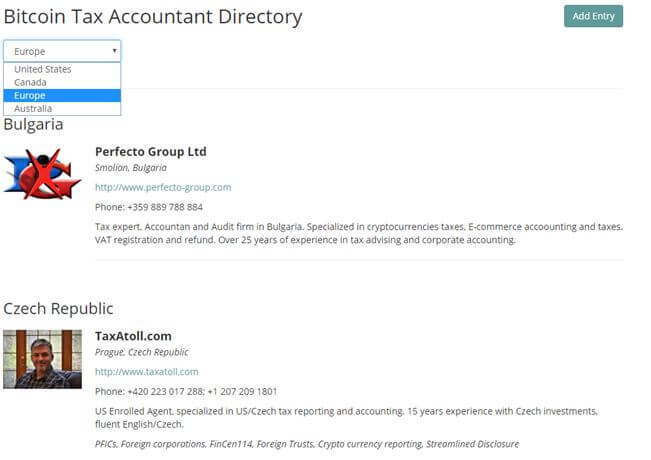 Bitcoin Tax Accountant Directory
Add Entry
Europe
United States
Canada
Europe
Australia
Bulgaria
Perfecto Group Ltd
Smolian, Bulgaria
http://www.perfecto-group.com
Phone: +359 889 788 884
Tax expert, Accountan and Audit firm in Bulgaria. Specialized in cryptocurrencies taxes, E-commerce accoounting and taxes.
VAT registration and refund. Over 25 years of experience in tax advising and corporate accounting.
Czech Republic
TaxAtoll.com
Prague, Czech Republic
http://www.taxatoll.com
Phone: +420 223 017 288; +1 207 209 1801
US Enrolled Agent, specialized in US/Czech tax reporting and accounting. 15 years experience with Czech investments,
fluent English/Czech.
PFICs, Foreign corporations, FinCen114, Foreign Trusts, Crypto currency reporting, Streamlined Disclosure